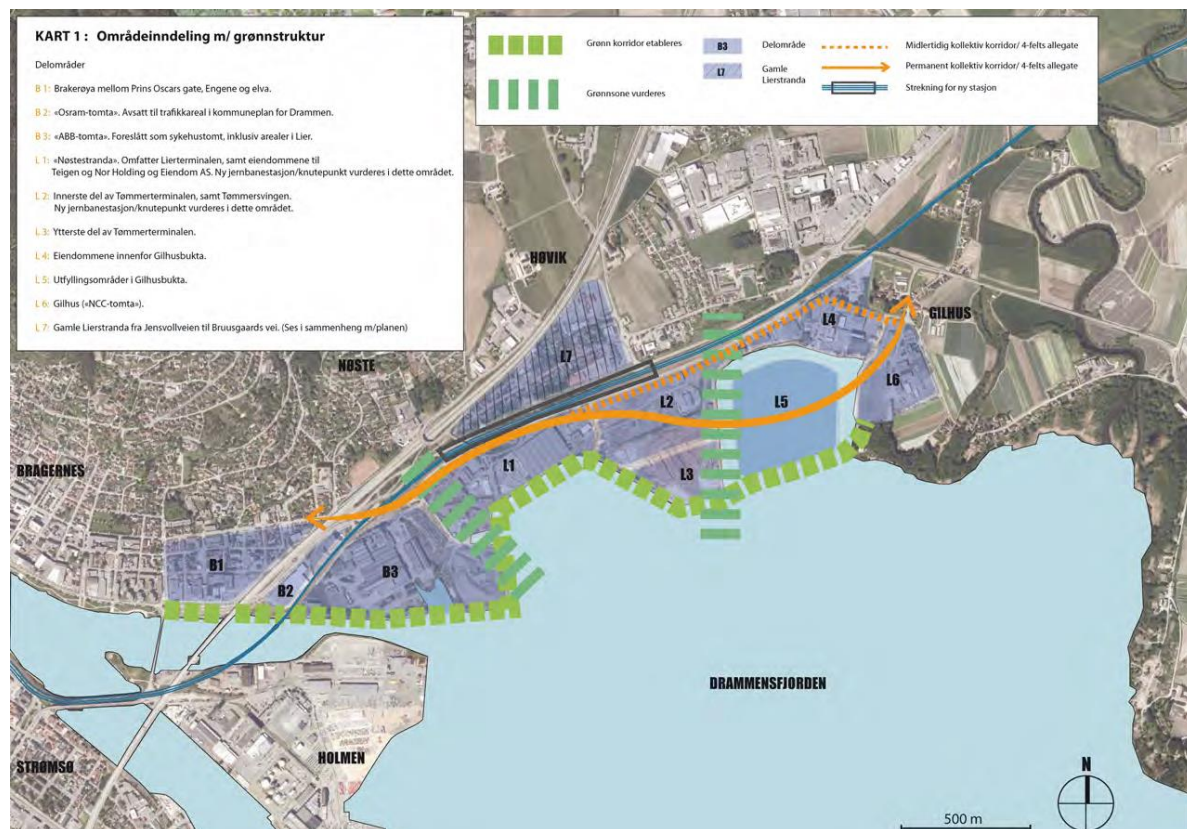 KART 1 : Områdeinndeling m/ grønnstruktur
Delområder
B 1: Brakerøya mellom Prins Oscars gate, Engene og elva.
B 2: «Osram-tomta». Avsatt til trafikkareal i kommuneplan for Drammen.
B 3: «ABB-tomta». Foreslått som sykehustomt, inklusiv arealer i Lier.
L 1: «Nøstestranda». Omfatter Lierterminalen, samt eiendommene til
Teigen og Nor Holding og Eiendom AS. Ny jernbanestasjon/knutepunkt vurderes i dette området.
L 2: Innerste del av Tømmerterminalen, samt Tømmersvingen.
Ny jernbanestasjon/knutepunkt vurderes i dette området.
L 3: Ytterste del av Tømmerterminalen.
L 4: Eiendommene innenfor Gilhusbukta.
L 5: Utfyllingsområder i Gilhusbukta.
L 6: Gilhus («NCC-tomta»).
L 7: Gamle Lierstranda fra Jensvollveien til Bruusgaards vei. (Ses i sammenheng m/planen)
Grønn korridor etableres
Grønnsone vurderes
B3
Delområde
L7
Gamle
Lierstranda
Midlertidig kollektiv korridor/ 4-felts allegate
Permanent kollektiv korridor/ 4-felts allegate
Strekning for ny stasjon
HØVIK
GILHUS
L4
L7
NØSTE
L6
L2
L5
L1
L3
BRAGERNES
B1
B3
B2
DRAMMENSFJORDEN
HOLMEN
STRØMSØ
N
500 m